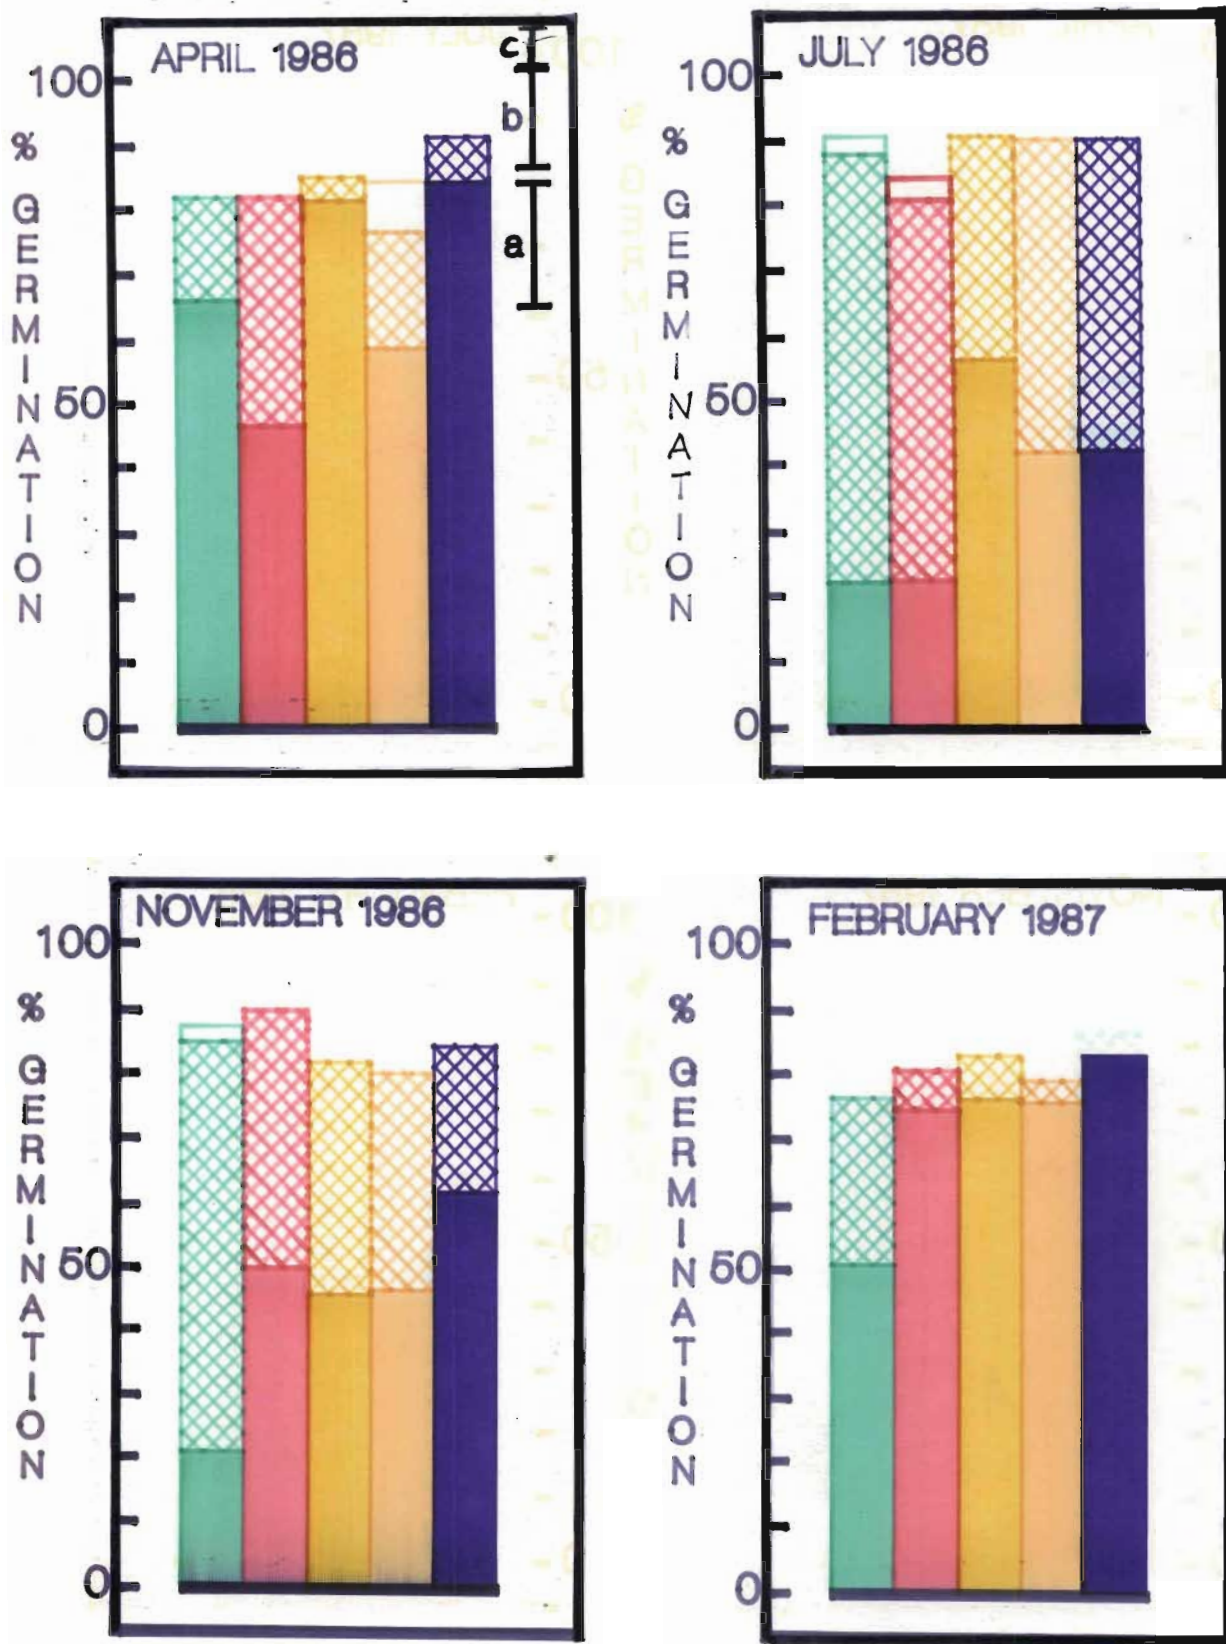 APRIL 1986
100
50
0
% GERMINATION
c
b
a
JULY 1986
100
50
0
% GERMINATION
NOVEMBER 1986
100
50
0
% GERMINATION
FEBRUARY 1987
100
50
0
% GERMINATION